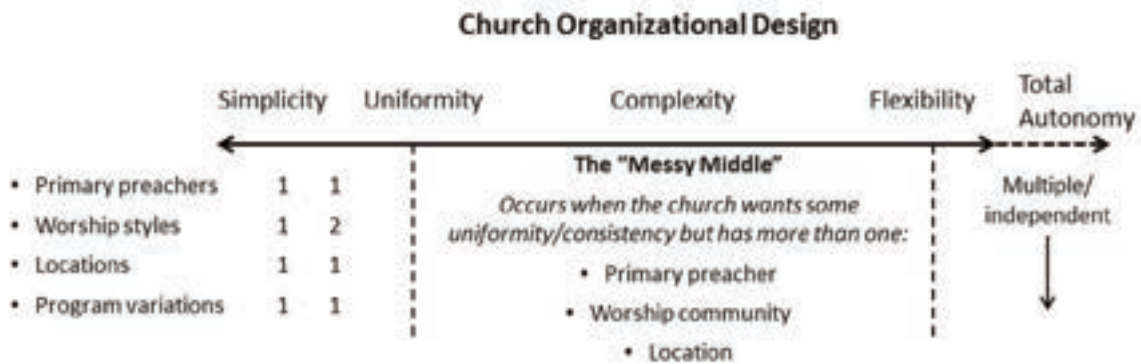 Church Organizational Design
Simplicity Uniformity Complexity Flexibility Total
Autonomy
The "Messy Middle"
• Primary preachers 1 1
• Worship styles 1 2
• Locations 1 1
• Program variations 1 1
Occurs when the church wants some
uniformity/consistency but has more than one:
• Primary preacher
• Worship community
• Location
Multiple/
independent